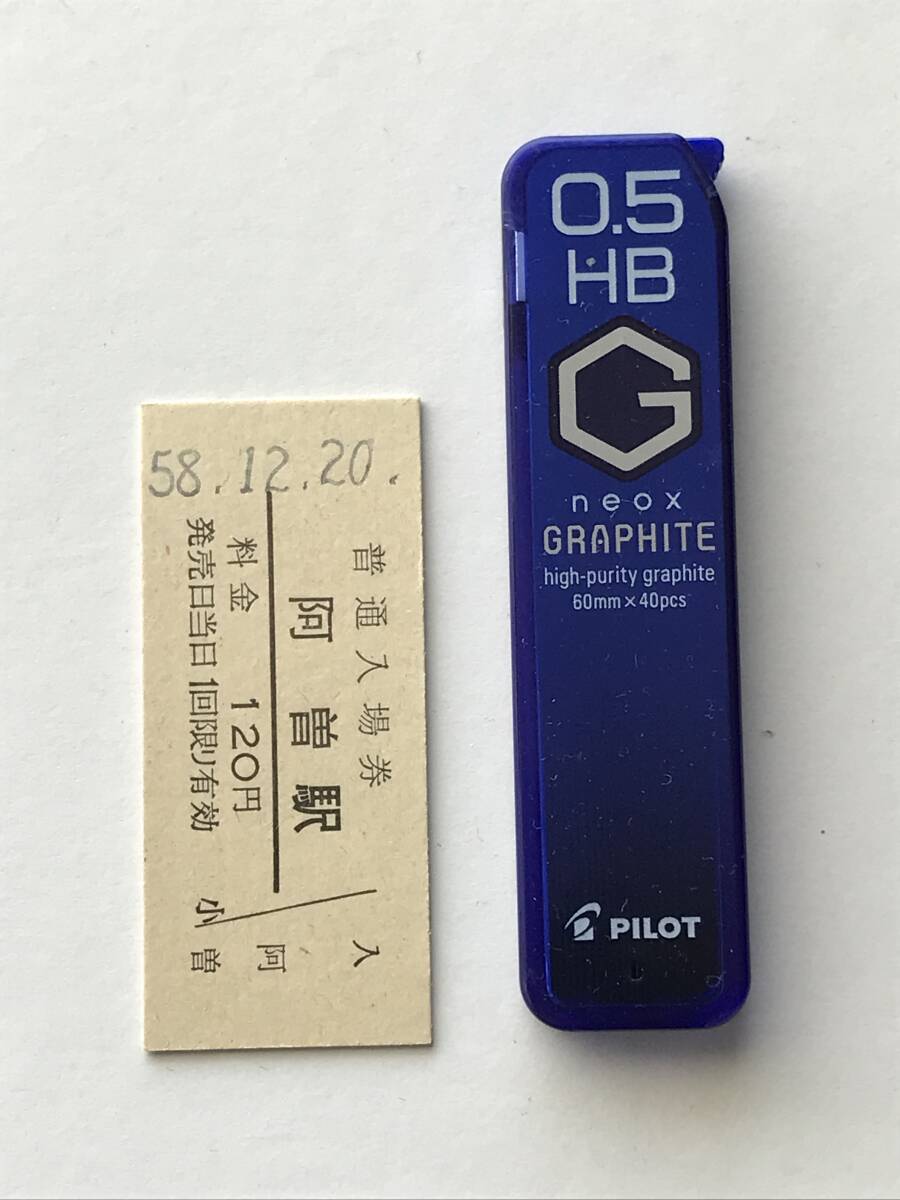 58.12.20.
普通入場券
阿曽駅
料金 120円
発売日当日1回限り有効
入
阿
小 曽
0.5
HB
G
neox
GRAPHITE
high-purity graphite
60mm×40pcs
PILOT